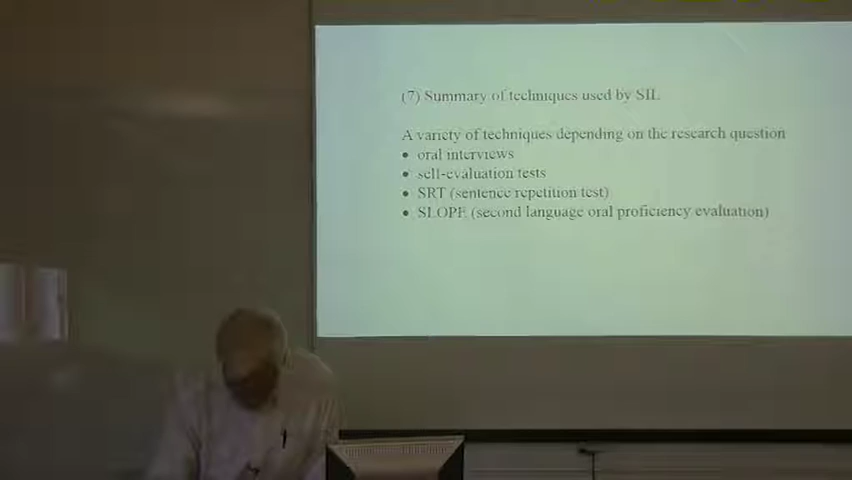 (7) Summary of techniques used by SIL
A variety of techniques depending on the research question
• oral interviews
• self-evaluation tests
• SRT (sentence repetition test)
• SLOPE (second language oral proficiency evaluation)